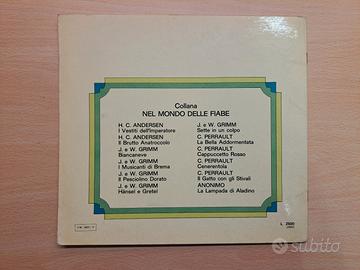 Collana
NEL MONDO DELLE FIABE
H. C. ANDERSEN
I Vestiti dell'imperatore
H. C. ANDERSEN
Il Brutto Anatroccolo
J. e W. GRIMM
Biancaneve
J. e W. GRIMM
I Musicanti di Brema
J. e W. GRIMM
Il Pesciolino Dorato
J. e W. GRIMM
Hänsel e Gretel
J. e W. GRIMM
Sette in un colpo
C. PERRAULT
La Bella Addormentata
C. PERRAULT
Cappuccetto Rosso
C. PERRAULT
Cenerentola
C. PERRAULT
Il Gatto con gli Stivali
ANONIMO
La Lampada di Aladino
L. 2500
subito